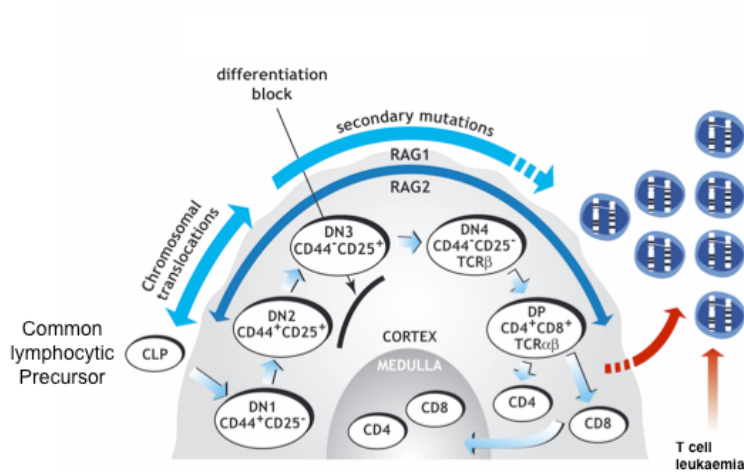 differentiation
block
secondary mutations
RAG1
RAG2
Chromosomal
translocations
DN3
CD44⁻CD25⁺
DN4
CD44⁻CD25⁻
TCRβ
DN2
CD44⁺CD25⁺
DP
CD4⁺CD8⁺
TCRαβ
Common
lymphocytic
Precursor
CLP
CORTEX
MEDULLA
DN1
CD44⁺CD25⁻
CD4
CD8
CD4
CD8
T cell
leukaemia